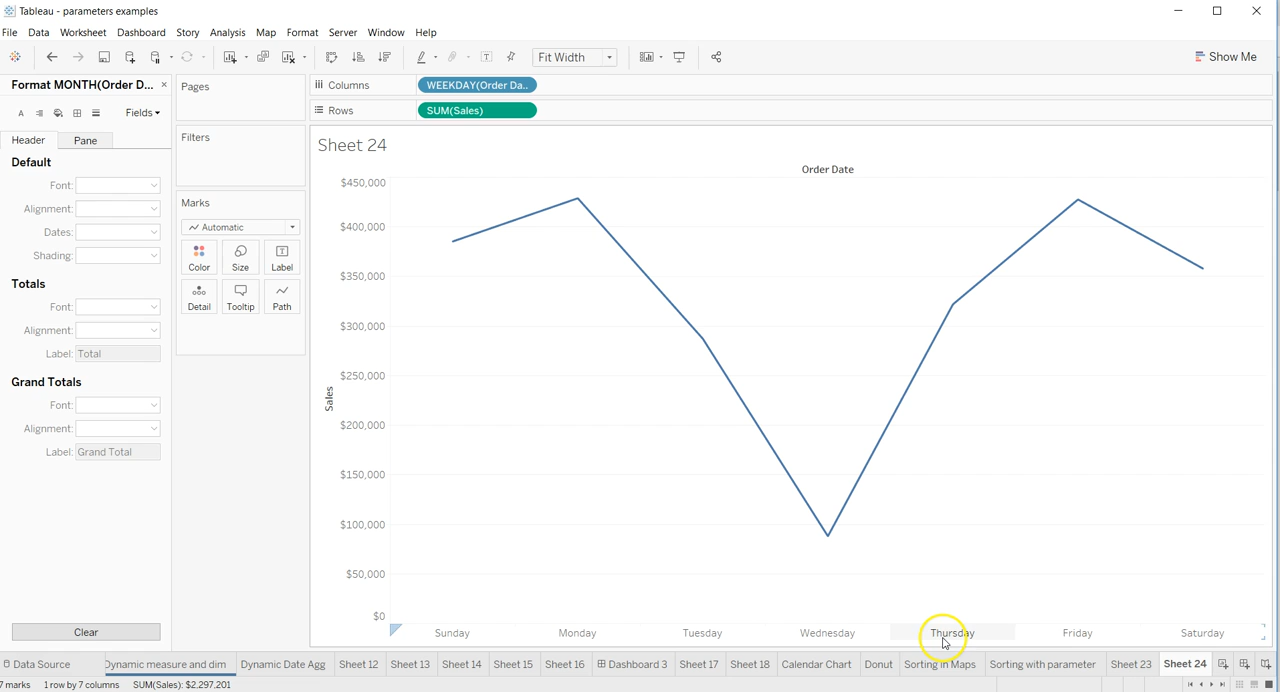 Tableau - parameters examples
File Data Worksheet Dashboard Story Analysis Map Format Server Window Help
Fit Width
Show Me
Format MONTH(Order D... ×
Fields
Header Pane
Default
Font:
Alignment:
Dates:
Shading:
Totals
Font:
Alignment:
Label: Total
Grand Totals
Font:
Alignment:
Label: Grand Total
Clear
Pages
Filters
Marks
Automatic
Color Size Label
Detail Tooltip Path
Columns WEEKDAY(Order Da..
Rows SUM(Sales)
Sheet 24
Order Date
$450,000
$400,000
$350,000
$300,000
$250,000
$200,000
$150,000
$100,000
$50,000
$0
Sales
Sunday Monday Tuesday Wednesday Thursday Friday Saturday
Data Source Dynamic measure and dim Dynamic Date Agg Sheet 12 Sheet 13 Sheet 14 Sheet 15 Sheet 16 Dashboard 3 Sheet 17 Sheet 18 Calendar Chart Donut Sorting in Maps Sorting with parameter Sheet 23 Sheet 24
7 marks 1 row by 7 columns SUM(Sales): $2,297,201